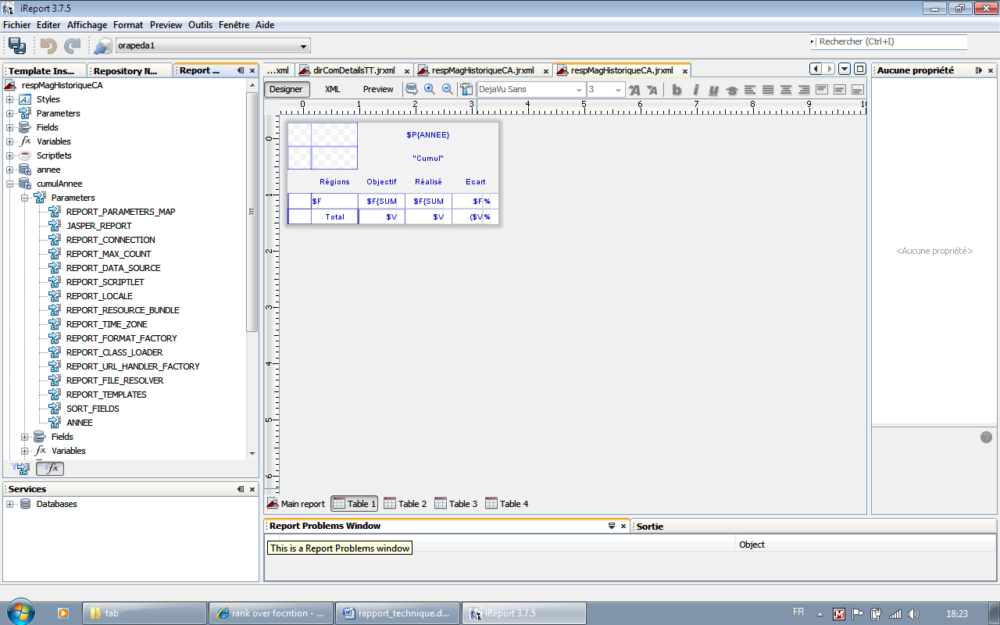 iReport 3.7.5
Fichier Editer Affichage Format Preview Outils Fenêtre Aide
orapeda1
Rechercher (Ctrl+I)
Template Ins... Repository N... Report ...
respMagHistoriqueCA
Styles
Parameters
Fields
Variables
Scriptlets
annee
cumulAnnee
Parameters
REPORT_PARAMETERS_MAP
JASPER_REPORT
REPORT_CONNECTION
REPORT_MAX_COUNT
REPORT_DATA_SOURCE
REPORT_SCRIPTLET
REPORT_LOCALE
REPORT_RESOURCE_BUNDLE
REPORT_TIME_ZONE
REPORT_FORMAT_FACTORY
REPORT_CLASS_LOADER
REPORT_URL_HANDLER_FACTORY
REPORT_FILE_RESOLVER
REPORT_TEMPLATES
SORT_FIELDS
ANNEE
Fields
Variables
Services
Databases
...xml dirComDetailsTT.jrxml respMagHistoriqueCA.jrxml respMagHistoriqueCA.jrxml
Designer XML Preview DejaVu Sans 3
0 1 2 3 4 5 6 7 8 9 10
0
1
2
3
4
5
6
$P{ANNEE}
"Cumul"
Régions Objectif Réalisé Ecart
$F $F{SUM $F{SUM $F %
Total $V $V ($V %
Main report Table 1 Table 2 Table 3 Table 4
Report Problems Window Sortie
This is a Report Problems window
Object
Aucune propriété
<Aucune propriété>
tab
rank over focntion - ...
rapport_technique.d...
iReport 3.7.5
FR
18:23